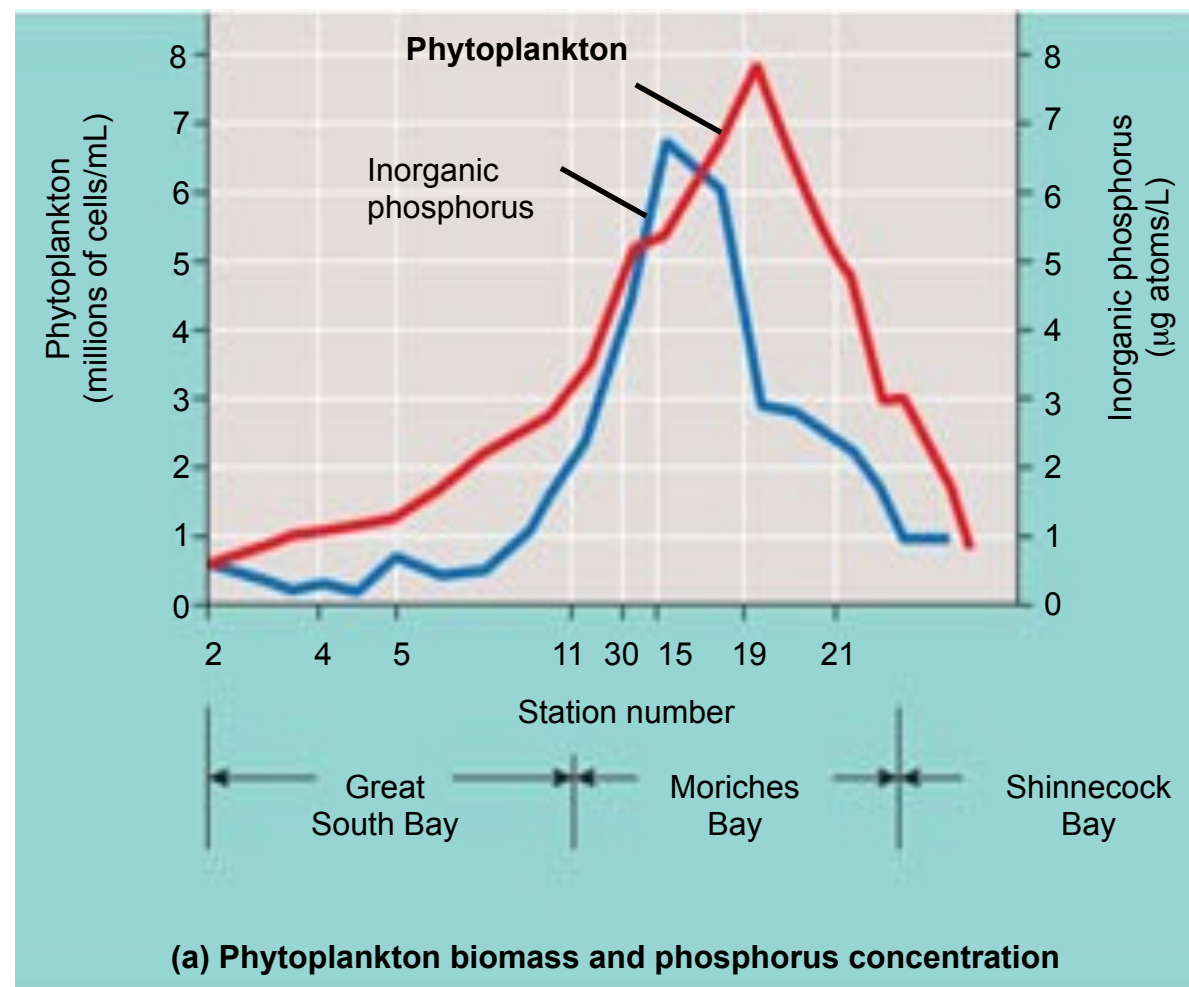 Phytoplankton
(millions of cells/mL)
8
7
6
5
4
3
2
1
0
Phytoplankton
Inorganic
phosphorus
8
7
6
5
4
3
2
1
0
Inorganic phosphorus
(μg atoms/L)
2 4 5 11 30 15 19 21
Station number
Great
South Bay
Moriches
Bay
Shinnecock
Bay
(a) Phytoplankton biomass and phosphorus concentration